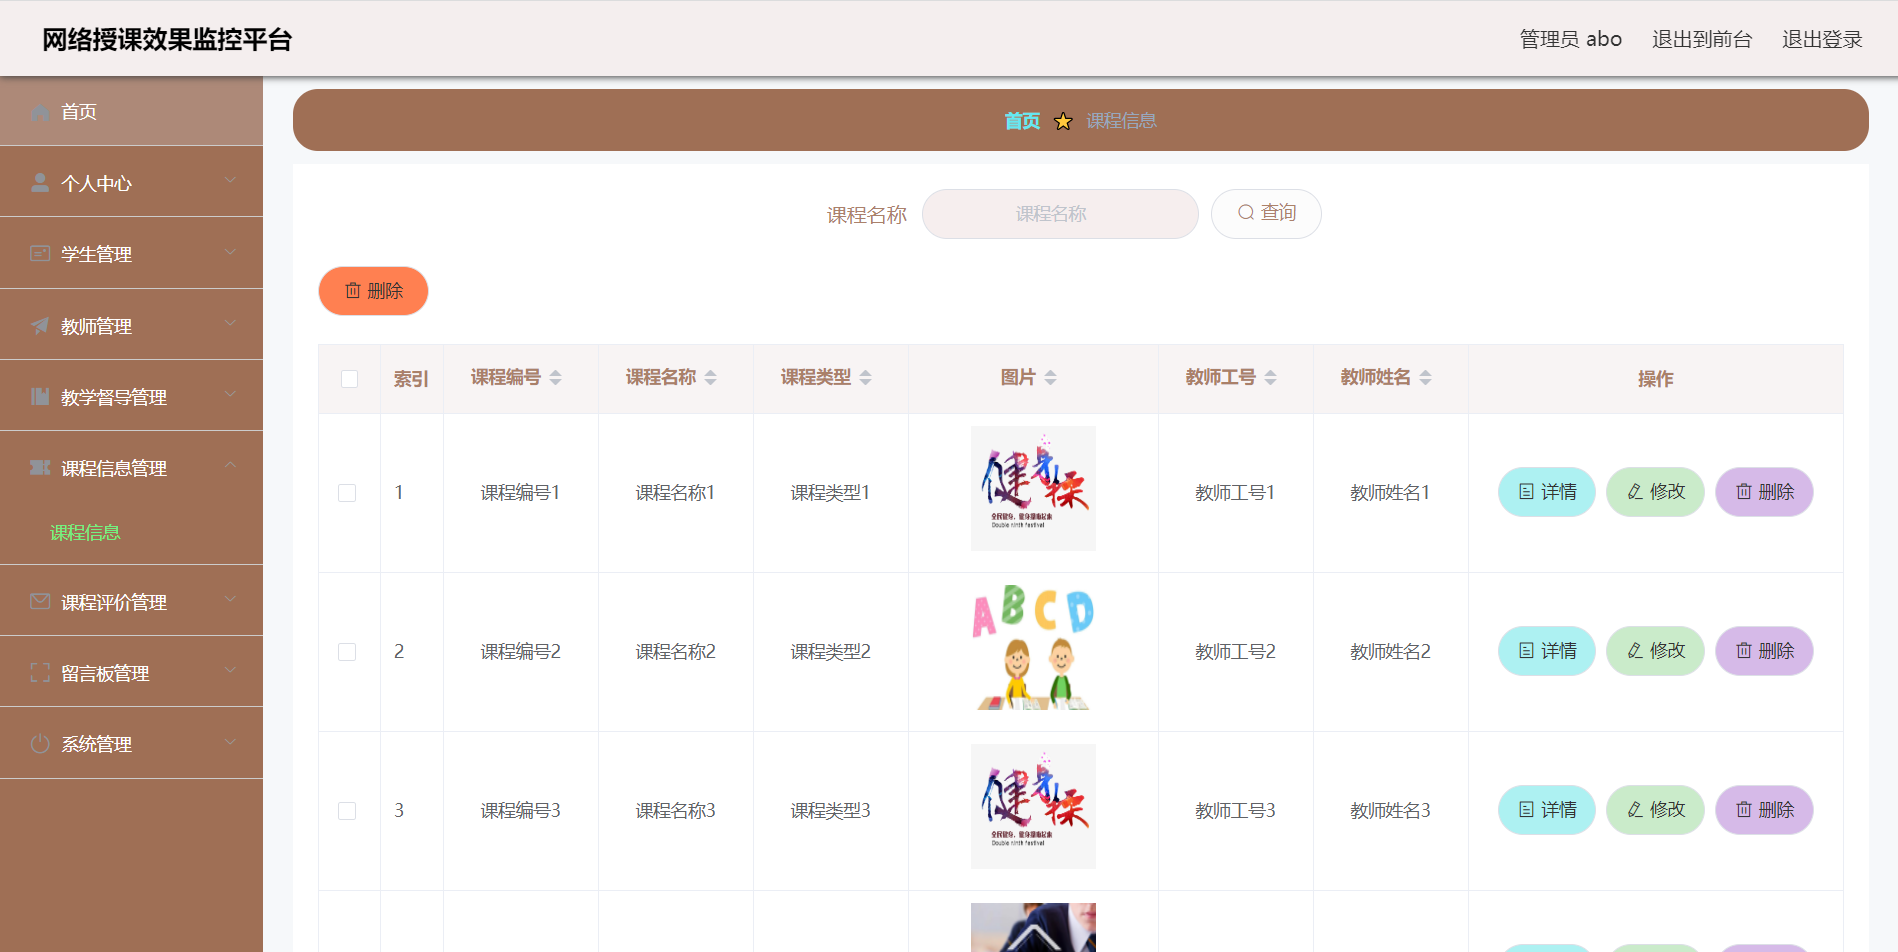 网络授课效果监控平台
管理员 abo 退出到前台 退出登录
首页
个人中心
学生管理
教师管理
教学督导管理
课程信息管理
课程信息
课程评价管理
留言板管理
系统管理
首页 课程信息
课程名称 课程名称 查询
删除
索引 课程编号 课程名称 课程类型 图片 教师工号 教师姓名 操作
健身操
Double ninth festival
1 课程编号1 课程名称1 课程类型1 教师工号1 教师姓名1 详情 修改 删除
ABCD
2 课程编号2 课程名称2 课程类型2 教师工号2 教师姓名2 详情 修改 删除
健身操
Double ninth festival
3 课程编号3 课程名称3 课程类型3 教师工号3 教师姓名3 详情 修改 删除